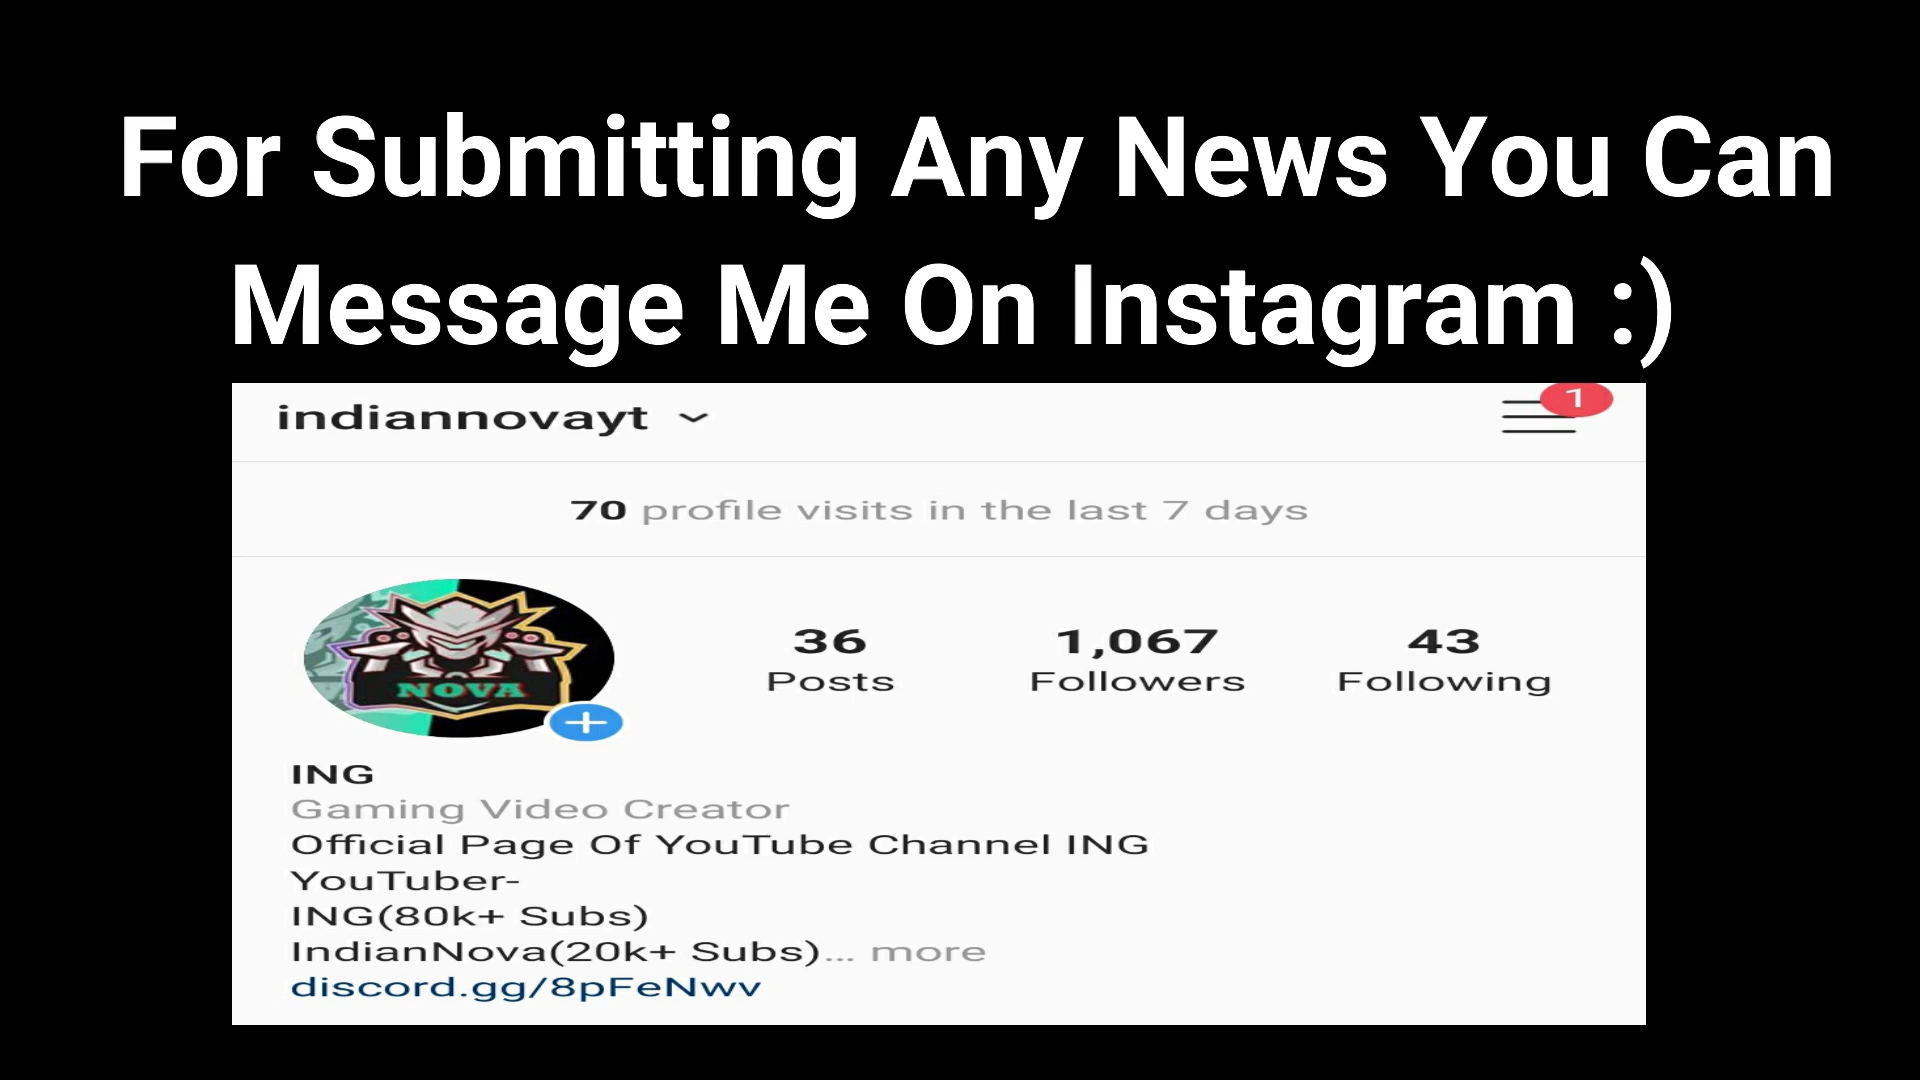 For Submitting Any News You Can
Message Me On Instagram :)
indiannovayt
1
70 profile visits in the last 7 days
NOVA
36
Posts
1,067
Followers
43
Following
ING
Gaming Video Creator
Official Page Of YouTube Channel ING
YouTuber-
ING(80k+ Subs)
IndianNova(20k+ Subs)... more
discord.gg/8pFeNwv